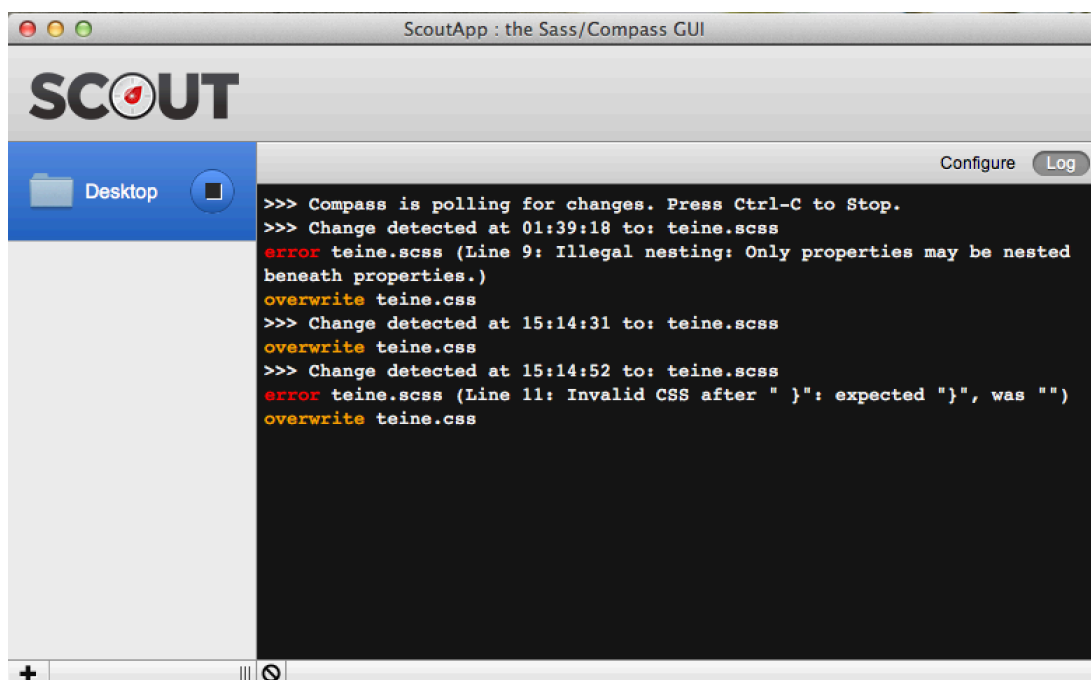 ScoutApp : the Sass/Compass GUI
SCOUT
Desktop
Configure Log
>>> Compass is polling for changes. Press Ctrl-C to Stop.
>>> Change detected at 01:39:18 to: teine.scss
error teine.scss (Line 9: Illegal nesting: Only properties may be nested
beneath properties.)
overwrite teine.css
>>> Change detected at 15:14:31 to: teine.scss
overwrite teine.css
>>> Change detected at 15:14:52 to: teine.scss
error teine.scss (Line 11: Invalid CSS after " }": expected "}", was "")
overwrite teine.css